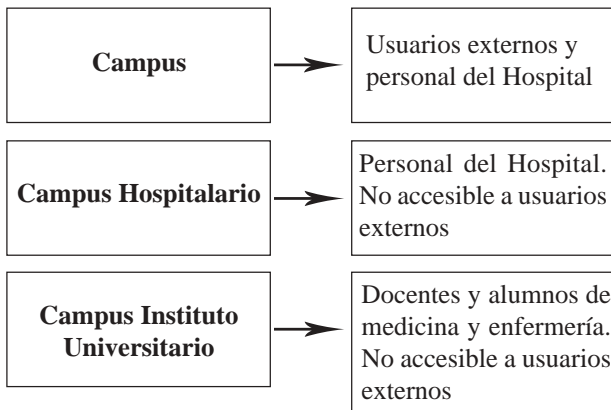 Campus
Usuarios externos y
personal del Hospital
Campus Hospitalario
Personal del Hospital.
No accesible a usuarios
externos
Campus Instituto
Universitario
Docentes y alumnos de
medicina y enfermería.
No accesible a usuarios
externos